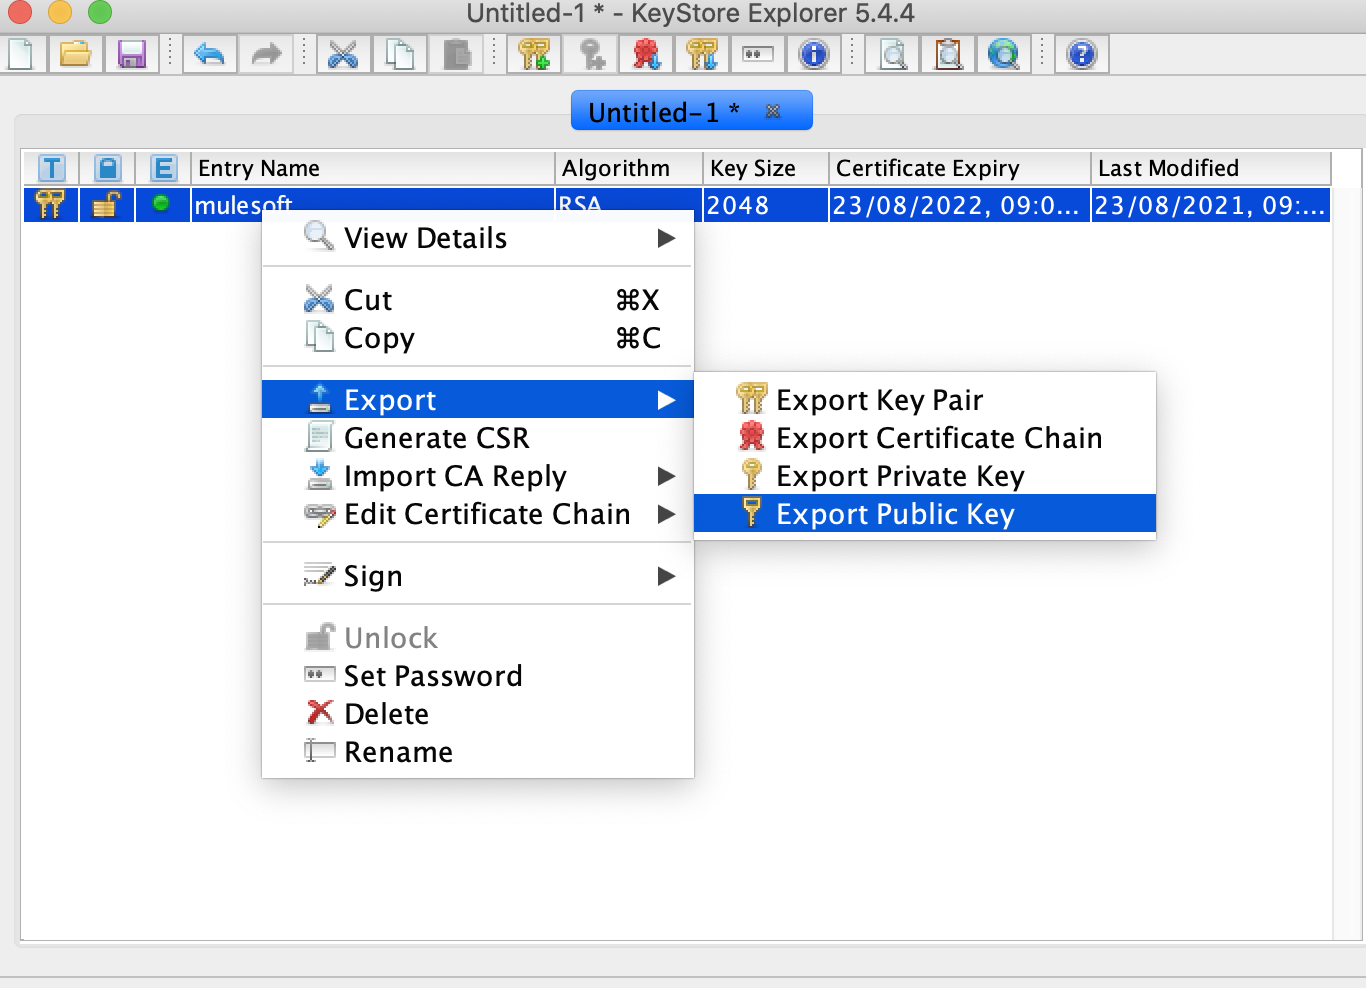 Untitled-1 * - KeyStore Explorer 5.4.4
Untitled-1 *
T E Entry Name Algorithm Key Size Certificate Expiry Last Modified
mulesoft RSA 2048 23/08/2022, 09:0... 23/08/2021, 09:...
View Details
Cut ⌘X
Copy ⌘C
Export
Export Key Pair
Generate CSR
Export Certificate Chain
Import CA Reply
Export Private Key
Edit Certificate Chain
Export Public Key
Sign
Unlock
Set Password
Delete
Rename